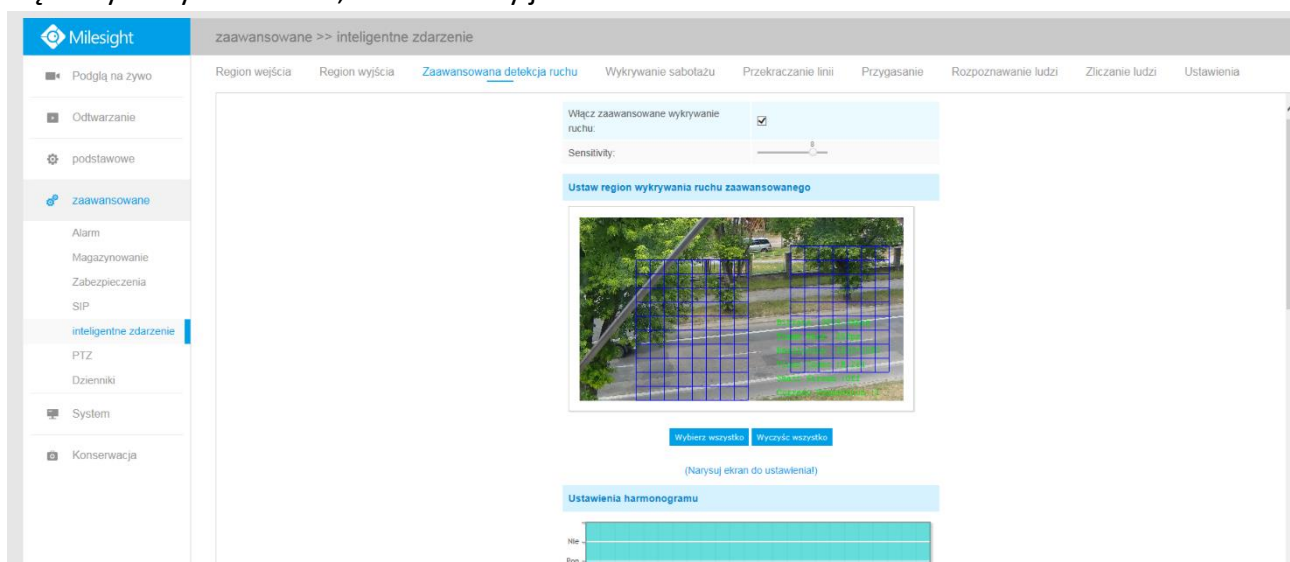 Milesight
zaawansowane >> inteligentne zdarzenie
Podglą na żywo
Odtwarzanie
podstawowe
zaawansowane
Alarm
Magazynowanie
Zabezpieczenia
SIP
inteligentne zdarzenie
PTZ
Dzienniki
System
Konserwacja
Region wejścia Region wyjścia Zaawansowana detekcja ruchu Wykrywanie sabotażu Przekraczanie linii Przygasanie Rozpoznawanie ludzi Zliczanie ludzi Ustawienia
Włącz zaawansowane wykrywanie
ruchu:
Sensitivity:
Ustaw region wykrywania ruchu zaawansowanego
Wybierz wszystko Wyczyśc wszystko
(Narysuj ekran do ustawienia!)
Ustawienia harmonogramu
Nie
Pon